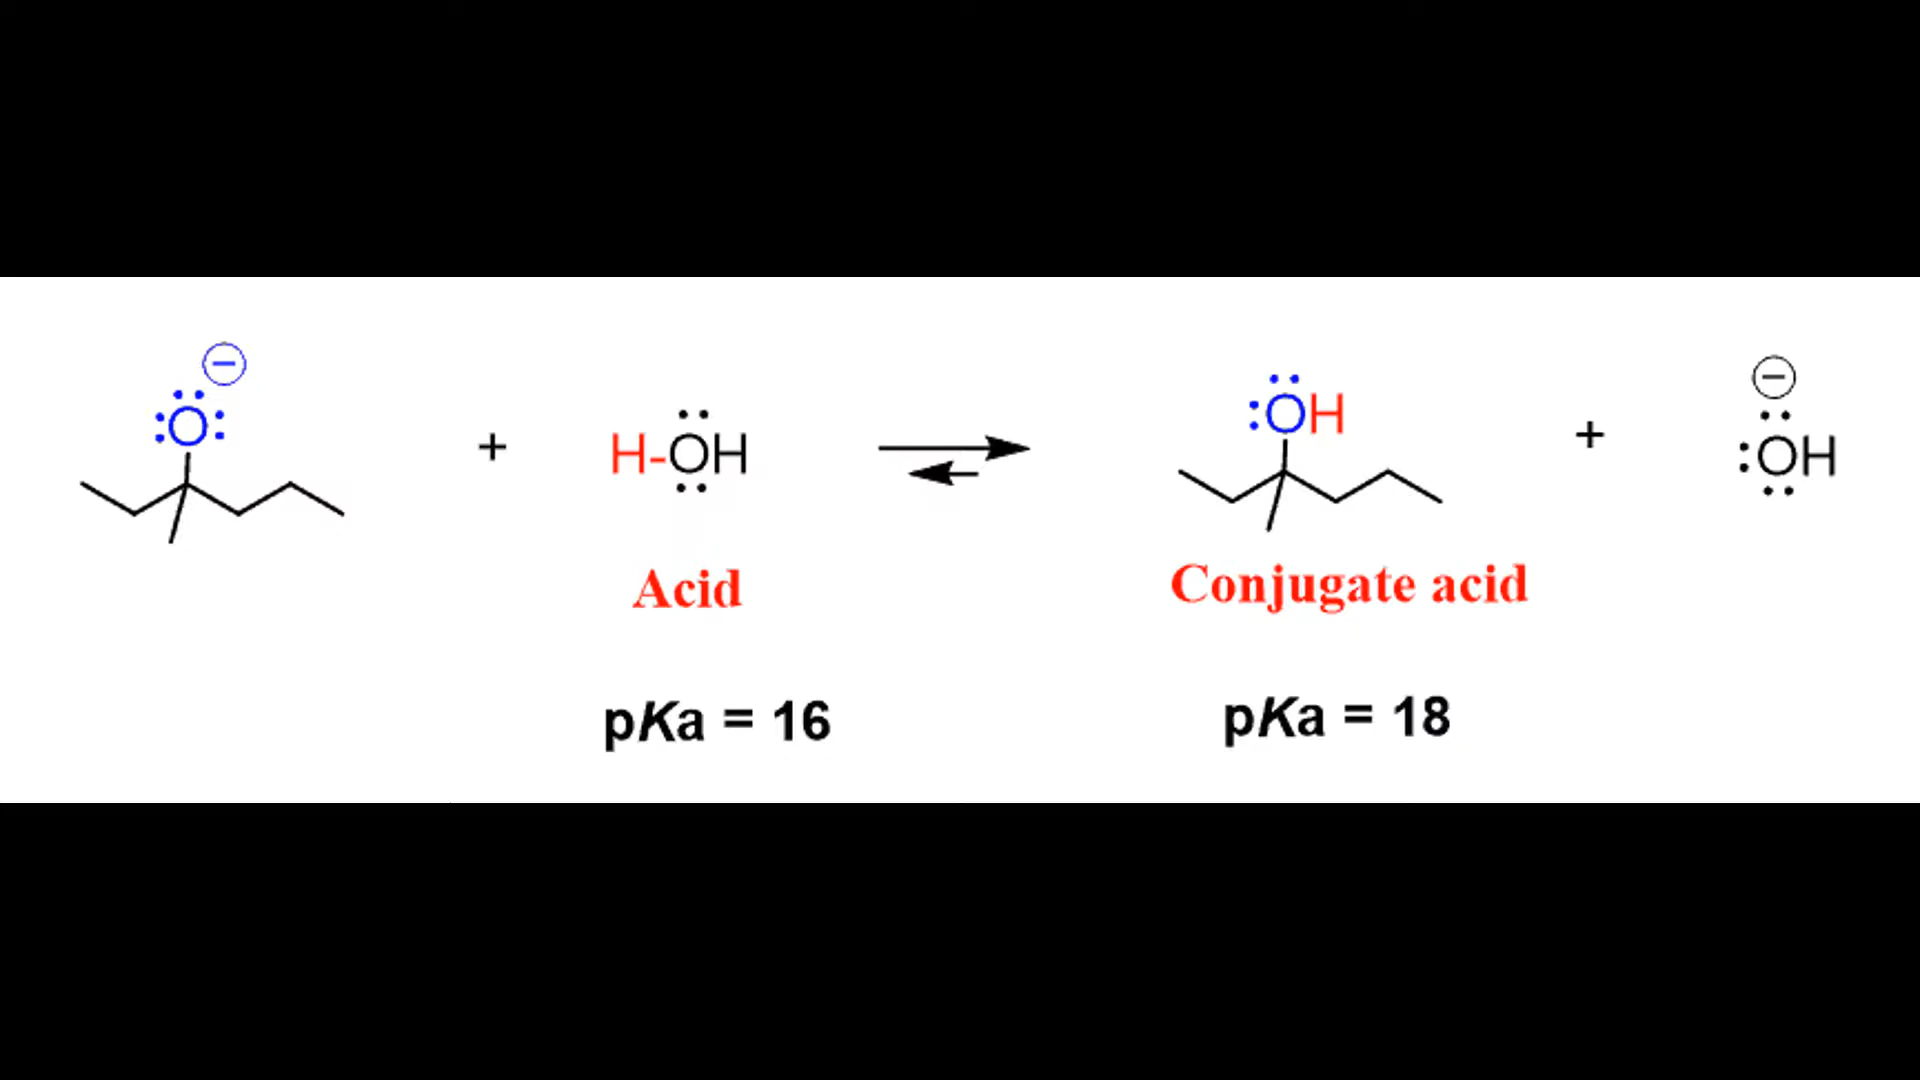 :O: ⊖ + H-OH ⇌ :OH + ⊖ :OH
Acid Conjugate acid
pKa = 16 pKa = 18